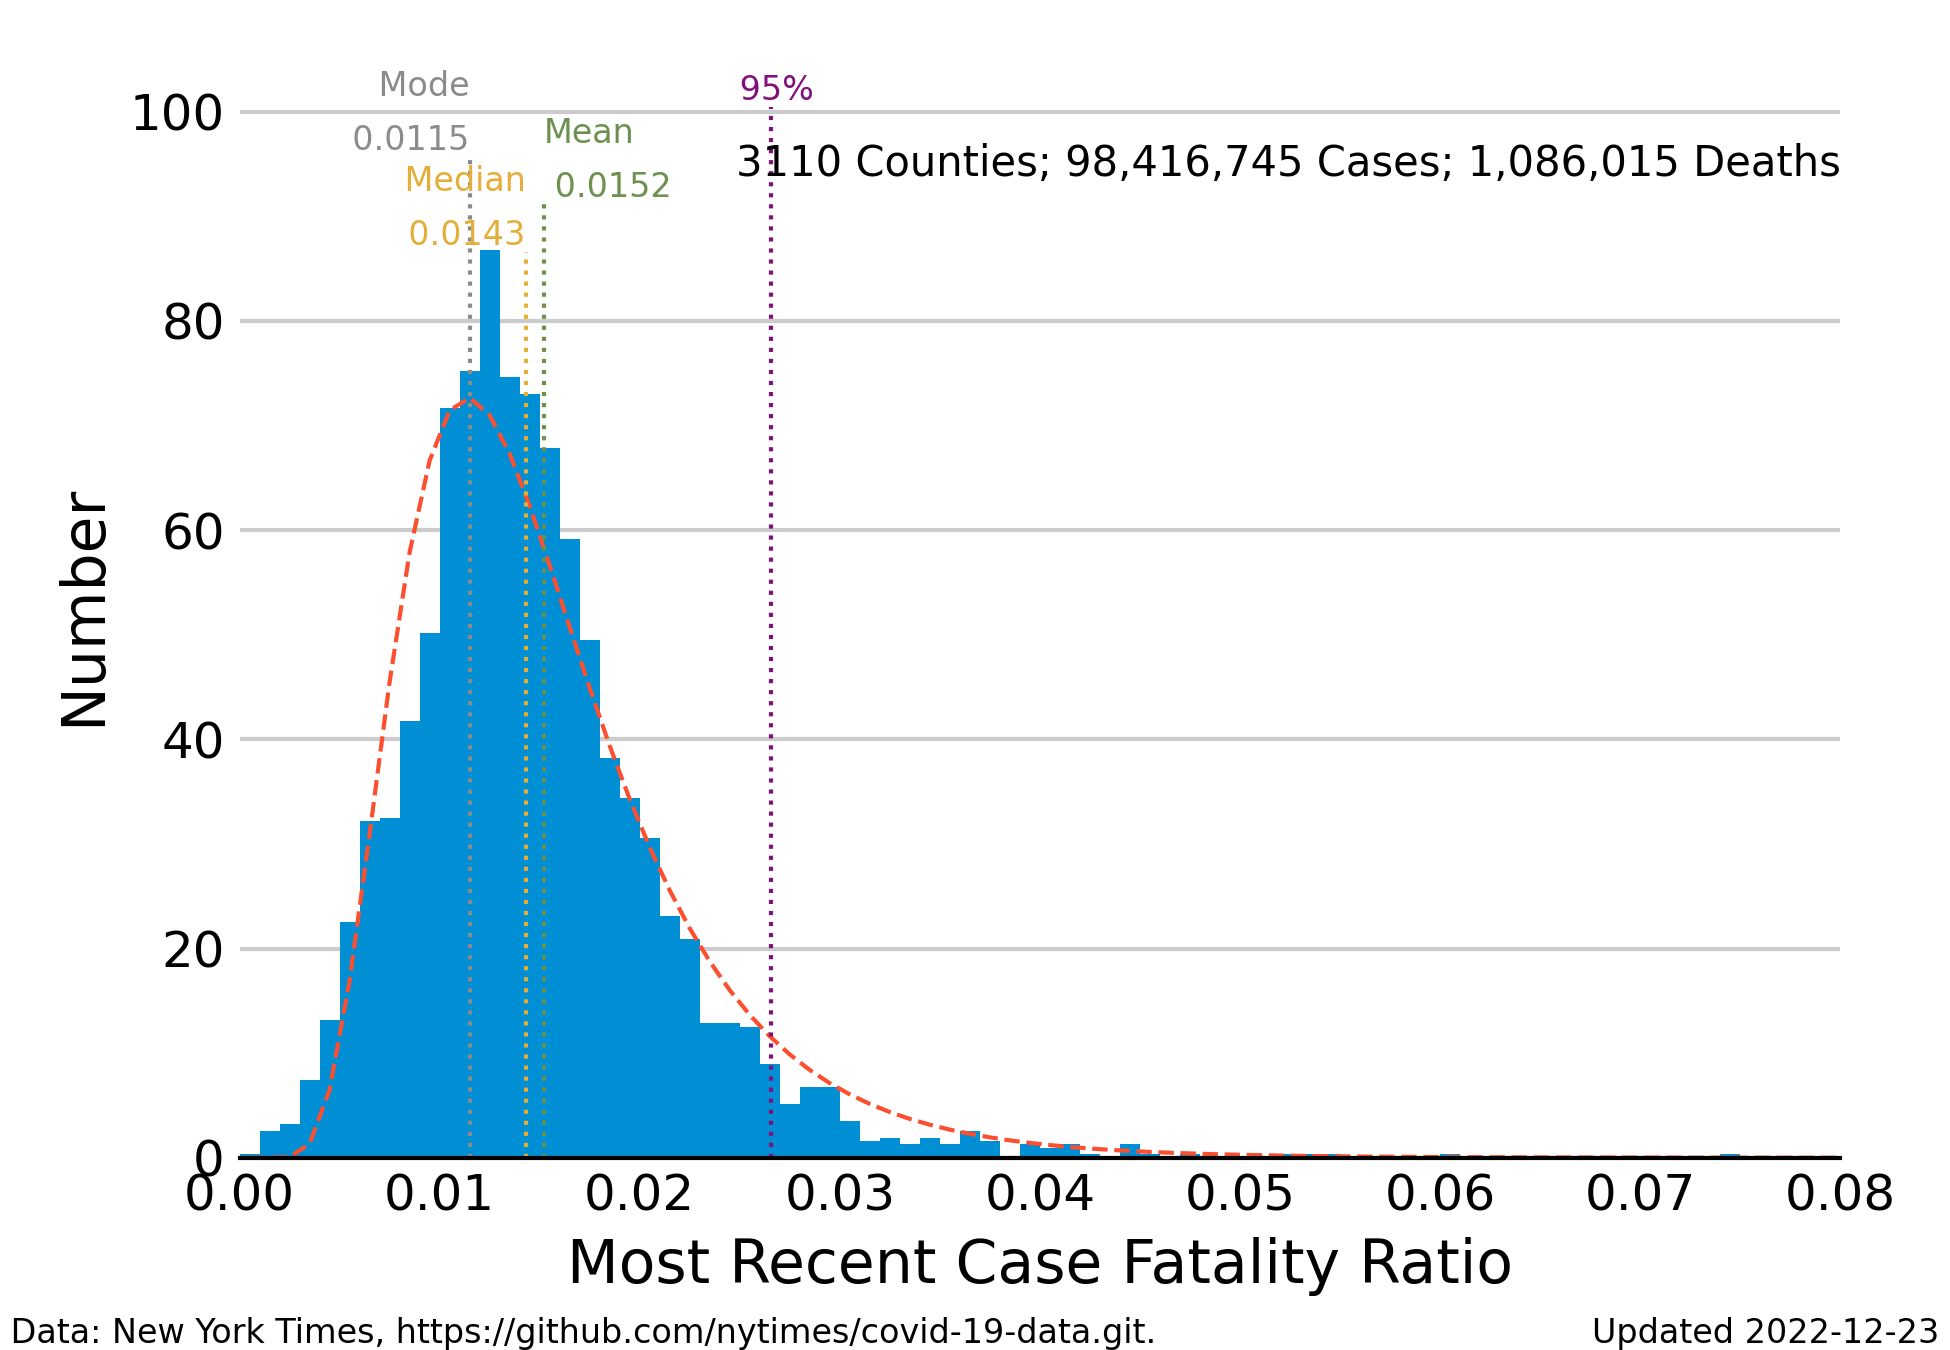 Mode
0.0115
95%
Mean
0.0152
Median
0.0143
3110 Counties; 98,416,745 Cases; 1,086,015 Deaths
100
80
60
40
20
0
Number
0.00 0.01 0.02 0.03 0.04 0.05 0.06 0.07 0.08
Most Recent Case Fatality Ratio
Data: New York Times, https://github.com/nytimes/covid-19-data.git.
Updated 2022-12-23